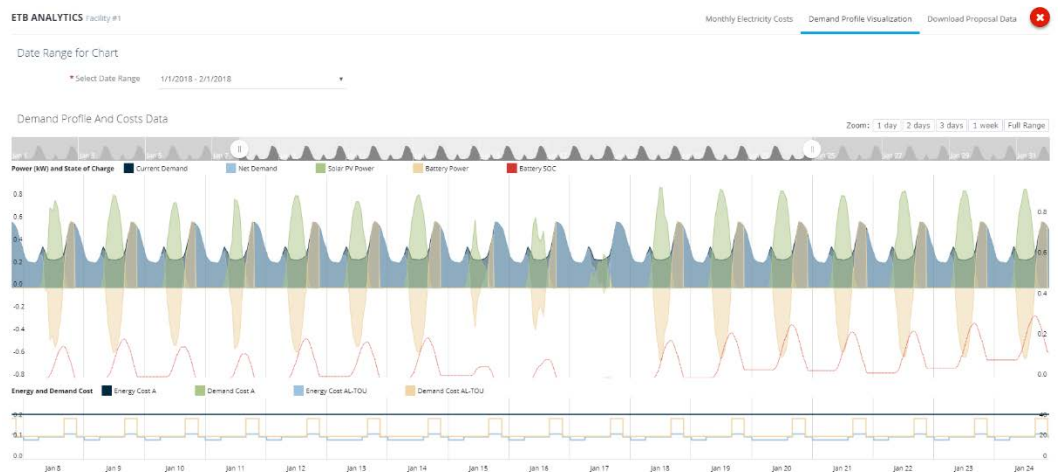 ETB ANALYTICS Facility #1
Monthly Electricity Costs Demand Profile Visualization Download Proposal Data
Date Range for Chart
* Select Date Range 1/1/2018 - 2/1/2018
Demand Profile And Costs Data
Zoom: 1 day 2 days 3 days 1 week Full Range
Power (kW) and State of Charge Current Demand Net Demand Solar PV Power Battery Power Battery SOC
0.8
0.6
0.4
0.2
0.0
-0.2
-0.4
-0.6
-0.8
0.8
0.6
0.4
0.2
0.0
Energy and Demand Cost Energy Cost A Demand Cost A Energy Cost AL-TOU Demand Cost AL-TOU
0.2
0.1
0.0
40
20
0
Jan 8 Jan 9 Jan 10 Jan 11 Jan 12 Jan 13 Jan 14 Jan 15 Jan 16 Jan 17 Jan 18 Jan 19 Jan 20 Jan 21 Jan 22 Jan 23 Jan 24